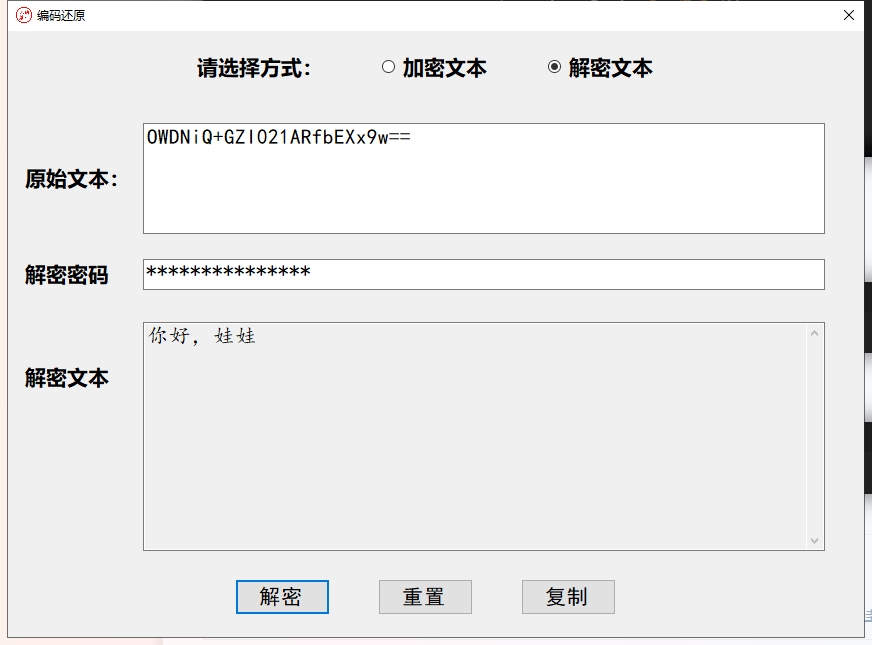 编码还原
请选择方式： 加密文本 解密文本
原始文本：
OWDNiQ+GZIO21ARfbEXx9w==
解密密码
***************
解密文本
你好，娃娃
解密 重置 复制